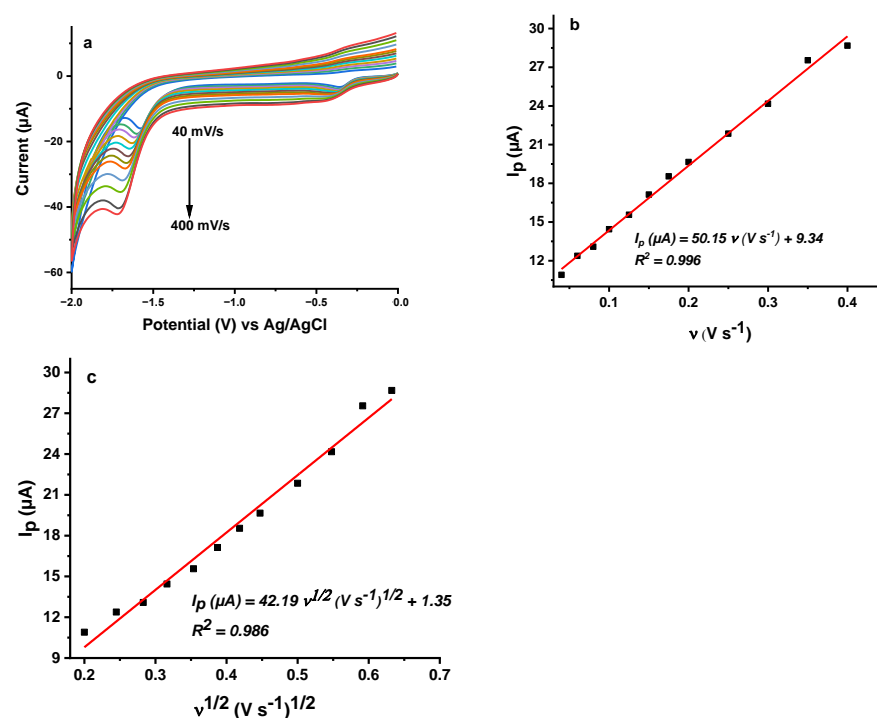 a
0
−20
−40
−60
−2.0
−1.5
−1.0
−0.5
0.0
Current (µA)
Potential (V) vs Ag/AgCl
40 mV/s
400 mV/s
b
30
27
24
21
18
15
12
0.1
0.2
0.3
0.4
Ip (µA)
ν (V s-1)
Ip (µA) = 50.15 ν (V s-1) + 9.34
R2 = 0.996
c
30
27
24
21
18
15
12
9
0.2
0.3
0.4
0.5
0.6
0.7
Ip (µA)
ν1/2 (V s-1)1/2
Ip (µA) = 42.19 ν1/2 (V s-1)1/2 + 1.35
R2 = 0.986